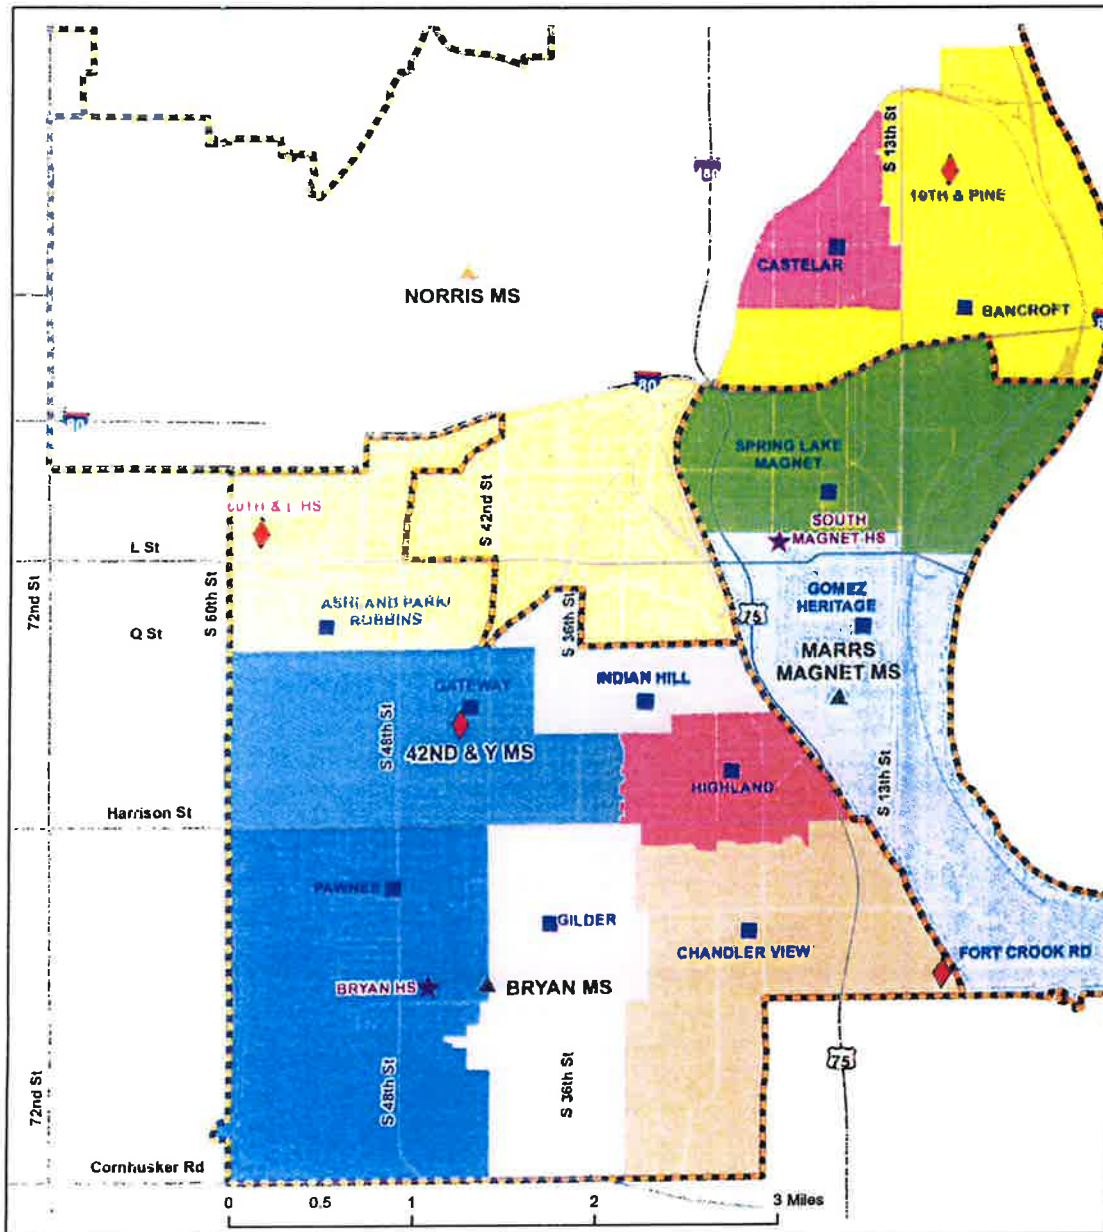 S 13th St
80
10TH & PINE
CASTELAR
NORRIS MS
BANCROFT
80
80
SPRING LAKE
MAGNET
S 42nd St
SOUTH
MAGNET HS
L St
72nd St
S 60th St
Q St
ASHLAND PARK/
ROBBINS
S 36th St
75
GOMEZ
HERITAGE
MARRS
MAGNET MS
INDIAN HILL
GATEWAY
S 48th St
42ND & Y MS
HIGHLAND
S 13th St
Harrison St
PAWNEE
GILDER
CHANDLER VIEW
FORT CROOK RD
BRYAN HS
BRYAN MS
75
72nd St
S 48th St
S 36th St
Cornhusker Rd
0 0.5 1 2 3 Miles